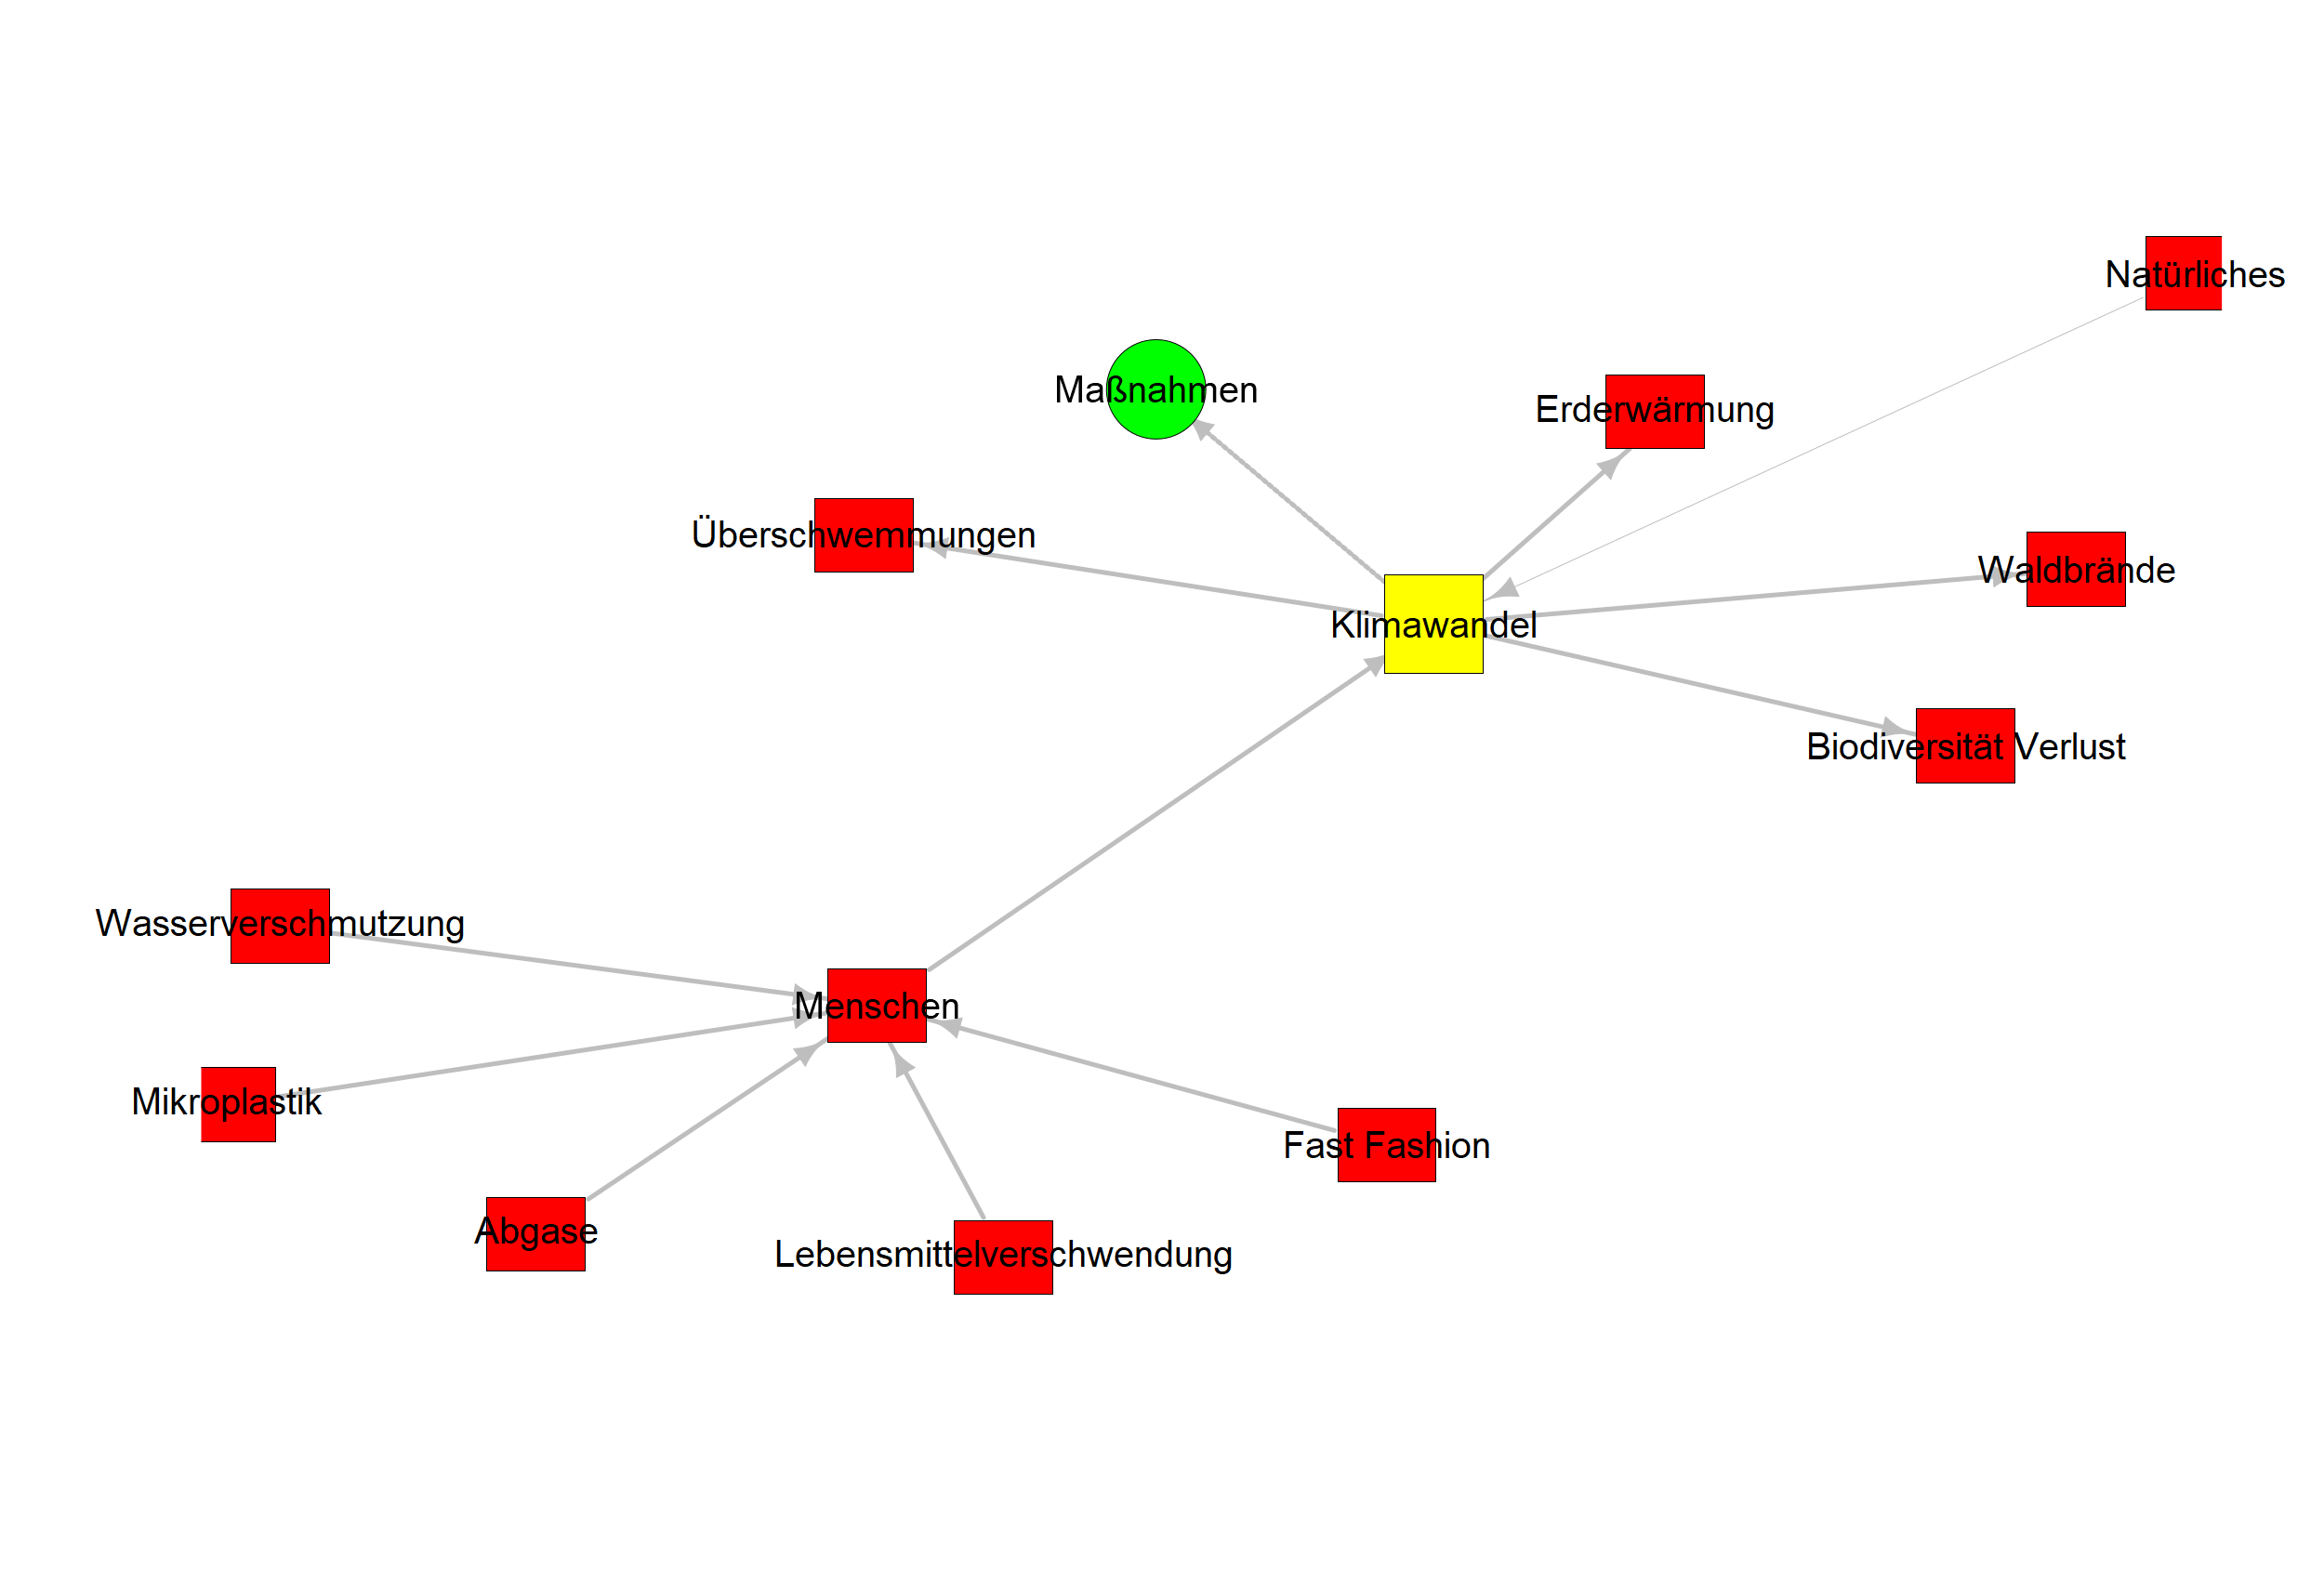 Natürliches
Maßnahmen
Erderwärmung
Überschwemmungen
Waldbrände
Klimawandel
Biodiversität Verlust
Wasserverschmutzung
Menschen
Mikroplastik
Fast Fashion
Abgase
Lebensmittelverschwendung